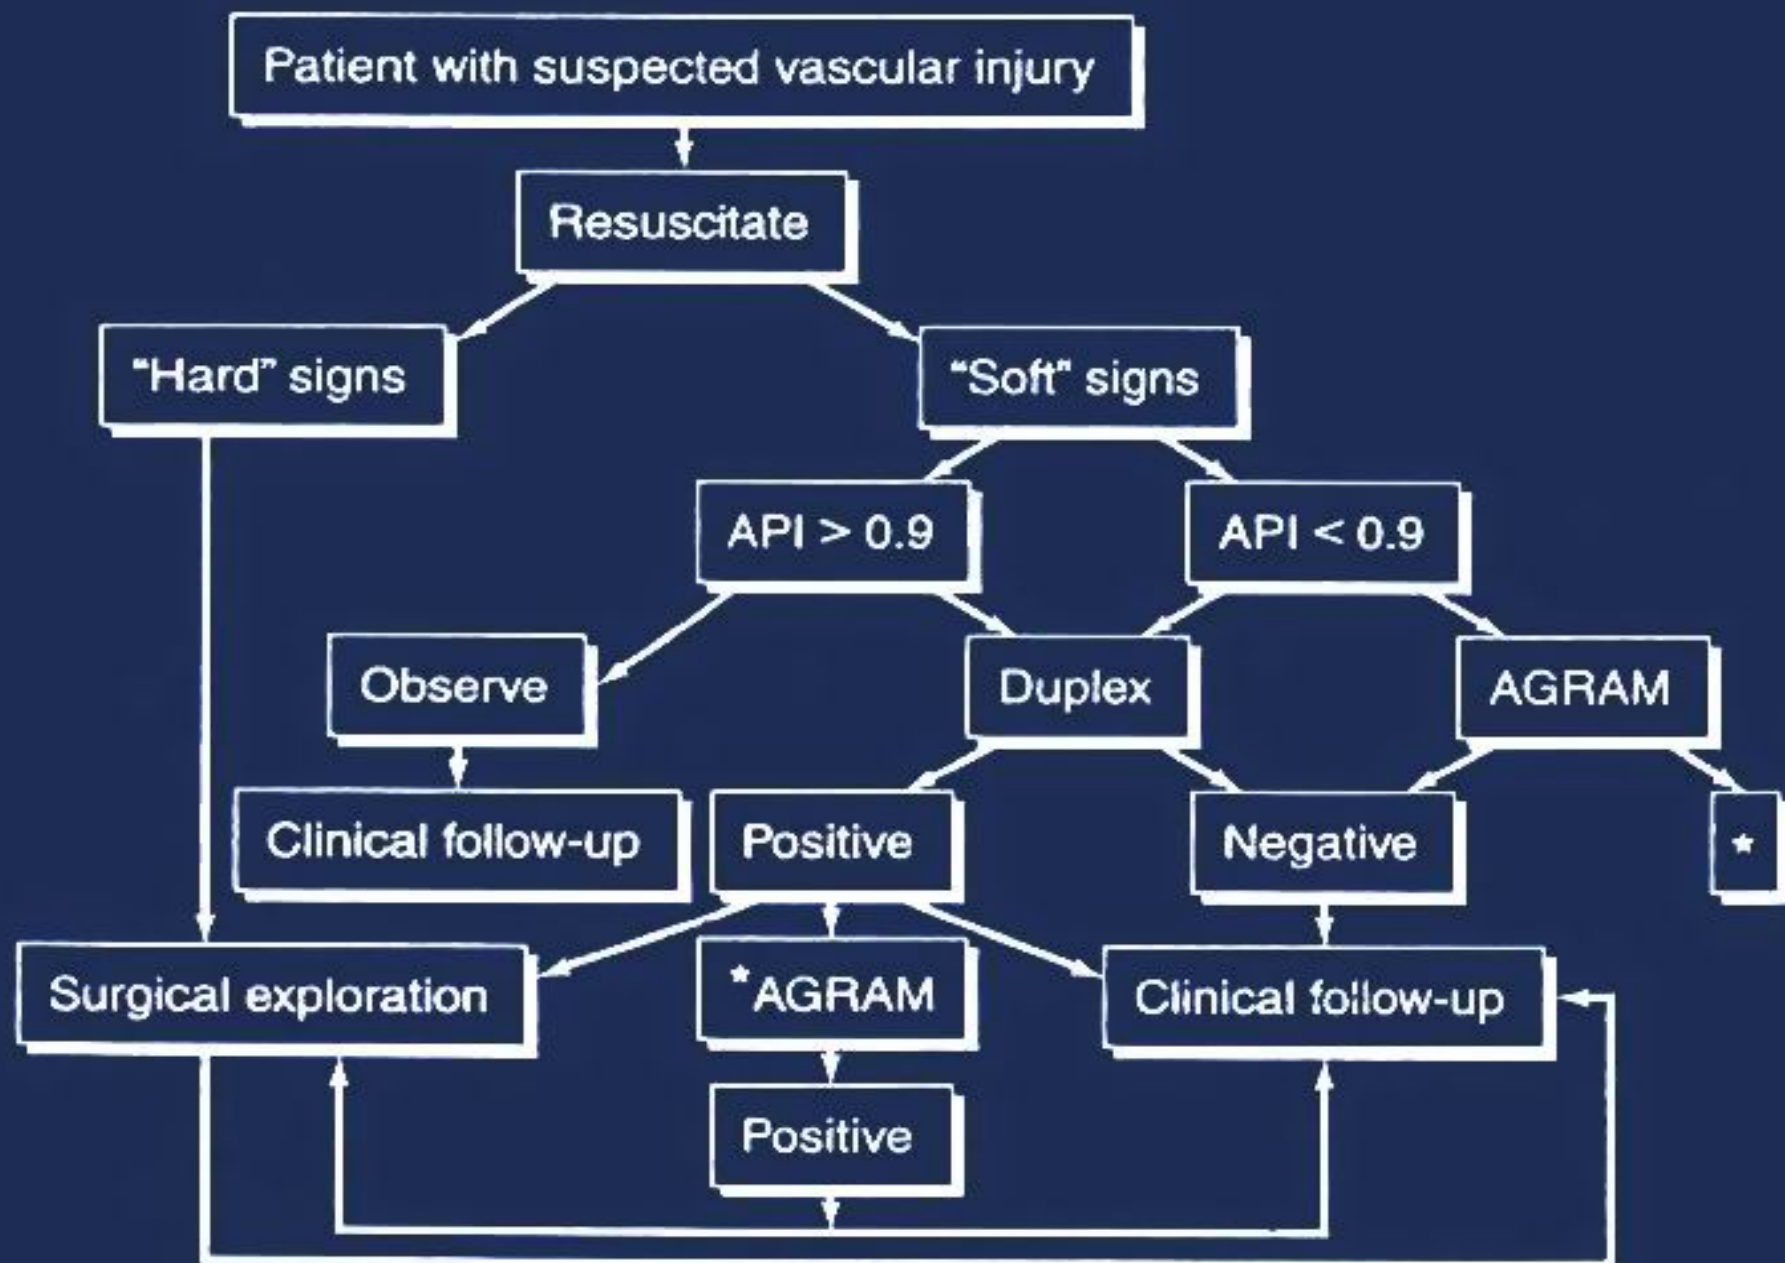 Patient with suspected vascular injury
Resuscitate
“Hard” signs
“Soft” signs
API > 0.9
API < 0.9
Observe
Duplex
AGRAM
Clinical follow-up
Positive
Negative
*
Surgical exploration
*AGRAM
Clinical follow-up
Positive